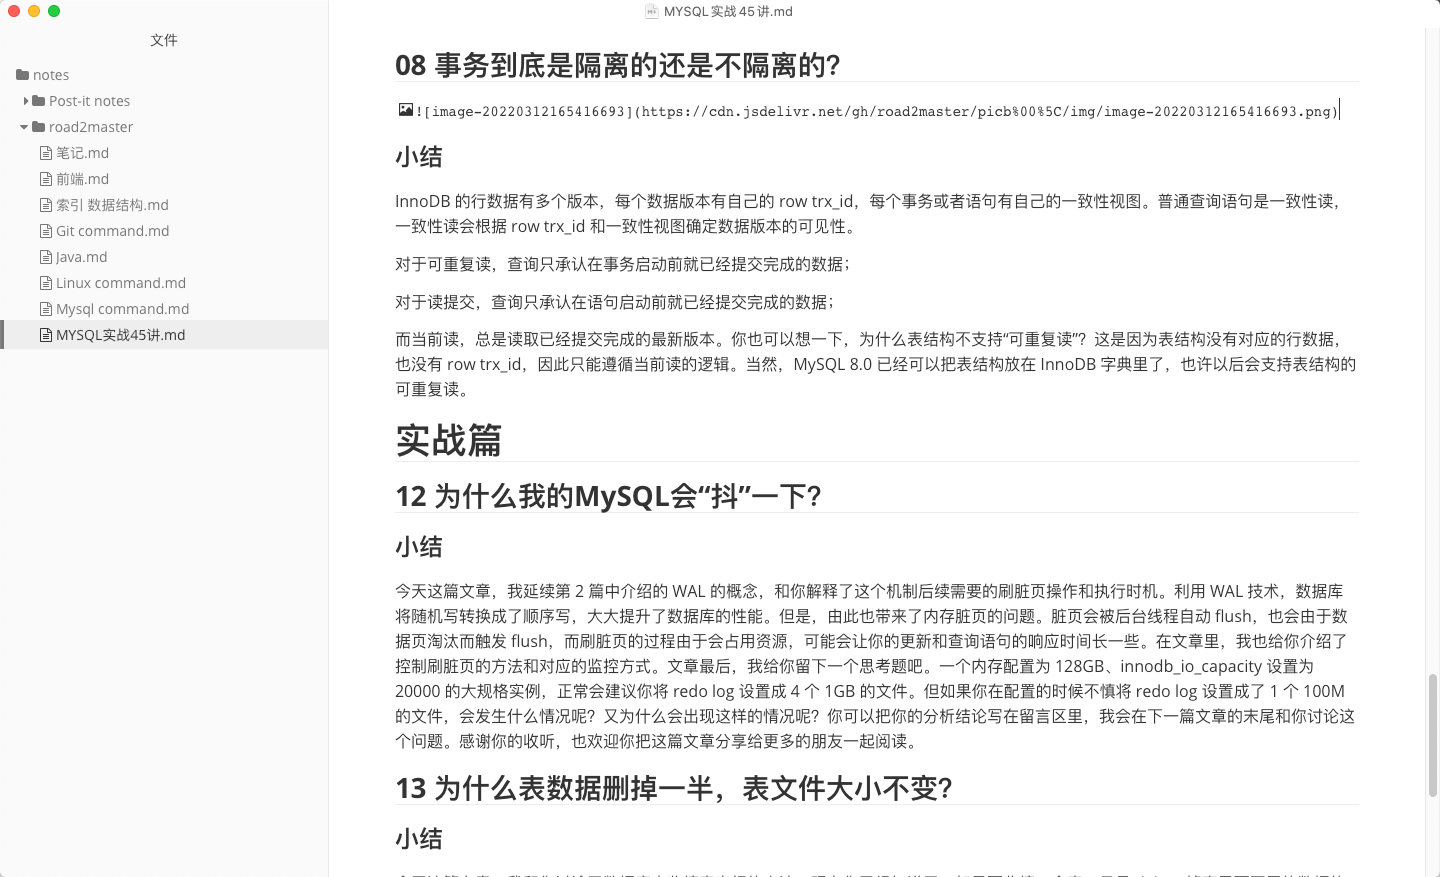 MYSQL实战45讲.md
文件
notes
Post-it notes
road2master
笔记.md
前端.md
索引 数据结构.md
Git command.md
Java.md
Linux command.md
Mysql command.md
MYSQL实战45讲.md
08 事务到底是隔离的还是不隔离的？
![image-20220312165416693](https://cdn.jsdelivr.net/gh/road2master/picb%00%5C/img/image-20220312165416693.png)
小结
InnoDB 的行数据有多个版本，每个数据版本有自己的 row trx_id，每个事务或者语句有自己的一致性视图。普通查询语句是一致性读，
一致性读会根据 row trx_id 和一致性视图确定数据版本的可见性。
对于可重复读，查询只承认在事务启动前就已经提交完成的数据；
对于读提交，查询只承认在语句启动前就已经提交完成的数据；
而当前读，总是读取已经提交完成的最新版本。你也可以想一下，为什么表结构不支持“可重复读”？这是因为表结构没有对应的行数据，
也没有 row trx_id，因此只能遵循当前读的逻辑。当然，MySQL 8.0 已经可以把表结构放在 InnoDB 字典里了，也许以后会支持表结构的
可重复读。
实战篇
12 为什么我的MySQL会“抖”一下？
小结
今天这篇文章，我延续第 2 篇中介绍的 WAL 的概念，和你解释了这个机制后续需要的刷脏页操作和执行时机。利用 WAL 技术，数据库
将随机写转换成了顺序写，大大提升了数据库的性能。但是，由此也带来了内存脏页的问题。脏页会被后台线程自动 flush，也会由于数
据页淘汰而触发 flush，而刷脏页的过程由于会占用资源，可能会让你的更新和查询语句的响应时间长一些。在文章里，我也给你介绍了
控制刷脏页的方法和对应的监控方式。文章最后，我给你留下一个思考题吧。一个内存配置为 128GB、innodb_io_capacity 设置为
20000 的大规格实例，正常会建议你将 redo log 设置成 4 个 1GB 的文件。但如果你在配置的时候不慎将 redo log 设置成了 1 个 100M
的文件，会发生什么情况呢？又为什么会出现这样的情况呢？你可以把你的分析结论写在留言区里，我会在下一篇文章的末尾和你讨论这
个问题。感谢你的收听，也欢迎你把这篇文章分享给更多的朋友一起阅读。
13 为什么表数据删掉一半，表文件大小不变？
小结